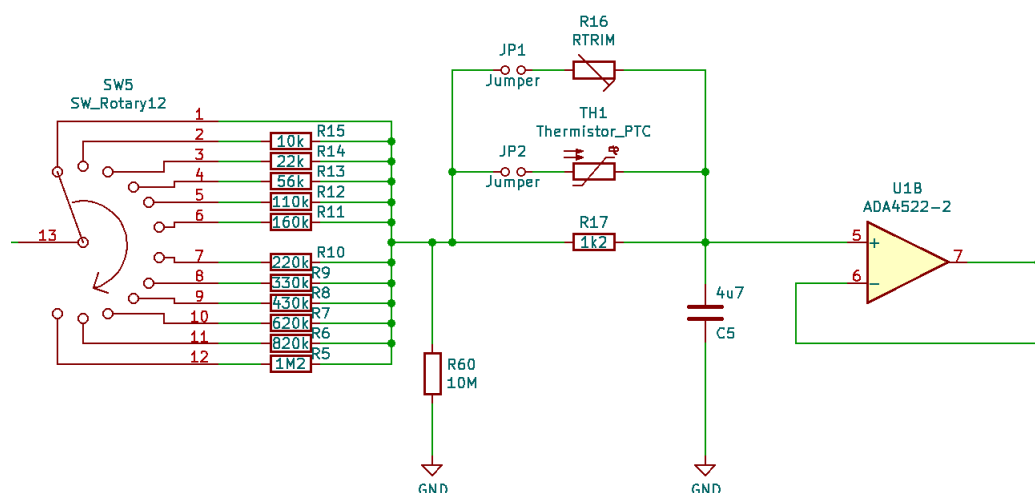 R16
RTRIM
JP1
Jumper
SW5
SW_Rotary12
TH1
Thermistor_PTC
1
2
10k
R15
3
22k
R14
4
56k
R13
JP2
Jumper
5
110k
R12
6
160k
R11
U1B
ADA4522-2
13
R17
1k2
5
+
7
7
220k
R10
8
330k
R9
6
−
9
430k
R8
4u7
C5
10
620k
R7
11
820k
R6
12
1M2
R5
R60
10M
GND
GND